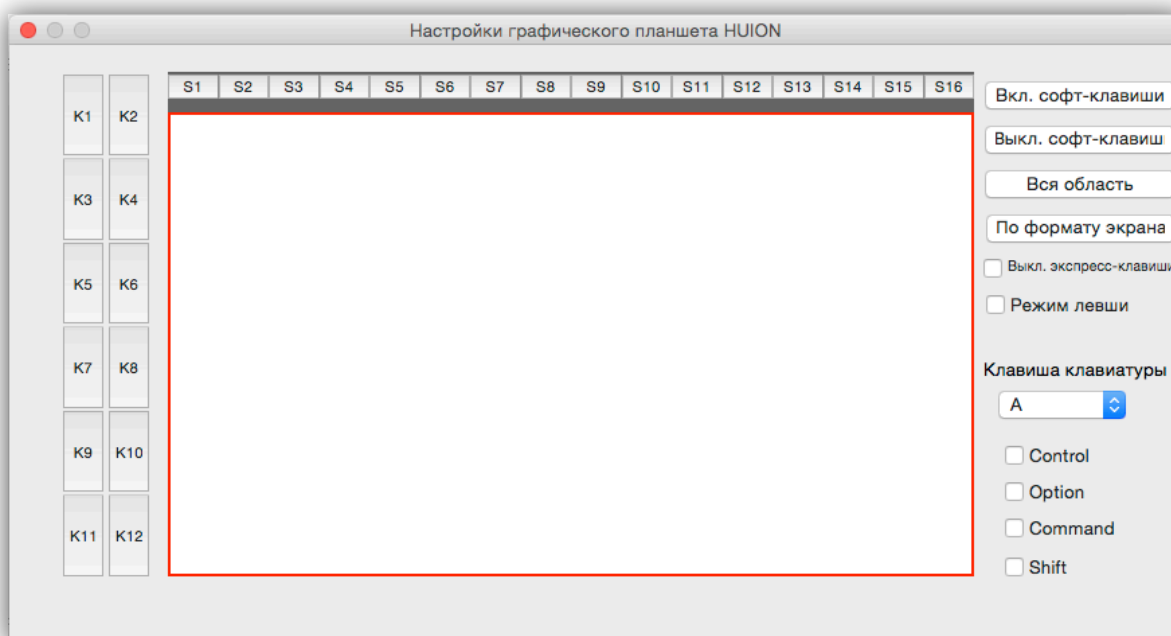 Настройки графического планшета HUION
S1 S2 S3 S4 S5 S6 S7 S8 S9 S10 S11 S12 S13 S14 S15 S16
K1 K2
K3 K4
K5 K6
K7 K8
K9 K10
K11 K12
Вкл. софт-клавиши
Выкл. софт-клавиш
Вся область
По формату экрана
Выкл. экспресс-клавиши
Режим левши
Клавиша клавиатуры
A
Control
Option
Command
Shift